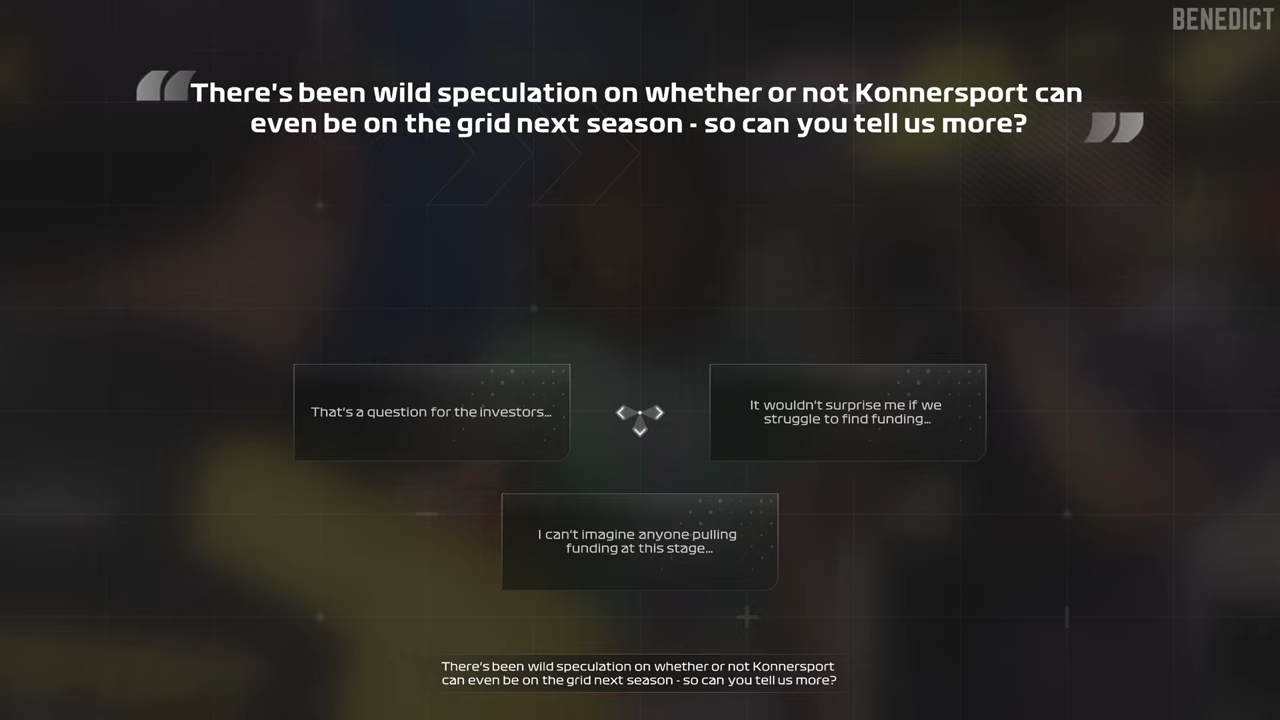 BENEDICT
“There's been wild speculation on whether or not Konnersport can
even be on the grid next season - so can you tell us more?”
That's a question for the investors...
It wouldn't surprise me if we
struggle to find funding...
I can't imagine anyone pulling
funding at this stage...
There's been wild speculation on whether or not Konnersport
can even be on the grid next season - so can you tell us more?